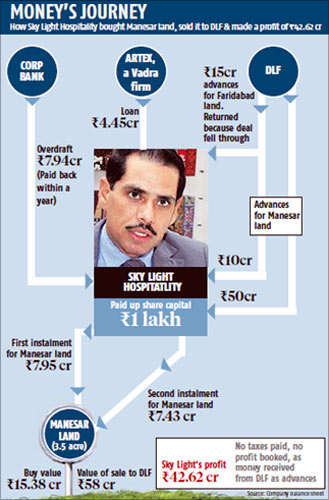 MONEY'S JOURNEY
How Sky Light Hospitality bought Manesar land, sold it to DLF & made a profit of ₹42.62 cr
CORP
BANK
ARTEX,
a Vadra
firm
₹15cr
advances
for Faridabad
land.
Returned
because deal
fell through
DLF
Loan
₹4.45cr
Overdraft
₹7.94cr
(Paid back
within a
year)
Advances
for Manesar
land
₹10cr
₹50cr
SKY LIGHT
HOSPITATLITY
Paid up share capital
₹1 lakh
First instalment
for Manesar land
₹7.95 cr
Second instalment
for Manesar land
₹7.43 cr
MANESAR
LAND
(3.5 acre)
Buy value
₹15.38 cr
Value of sale to DLF
₹58 cr
Sky Light's profit
₹42.62 cr
No taxes paid, no
profit booked, as
money received
from DLF as advances
Source: Company balance sheet